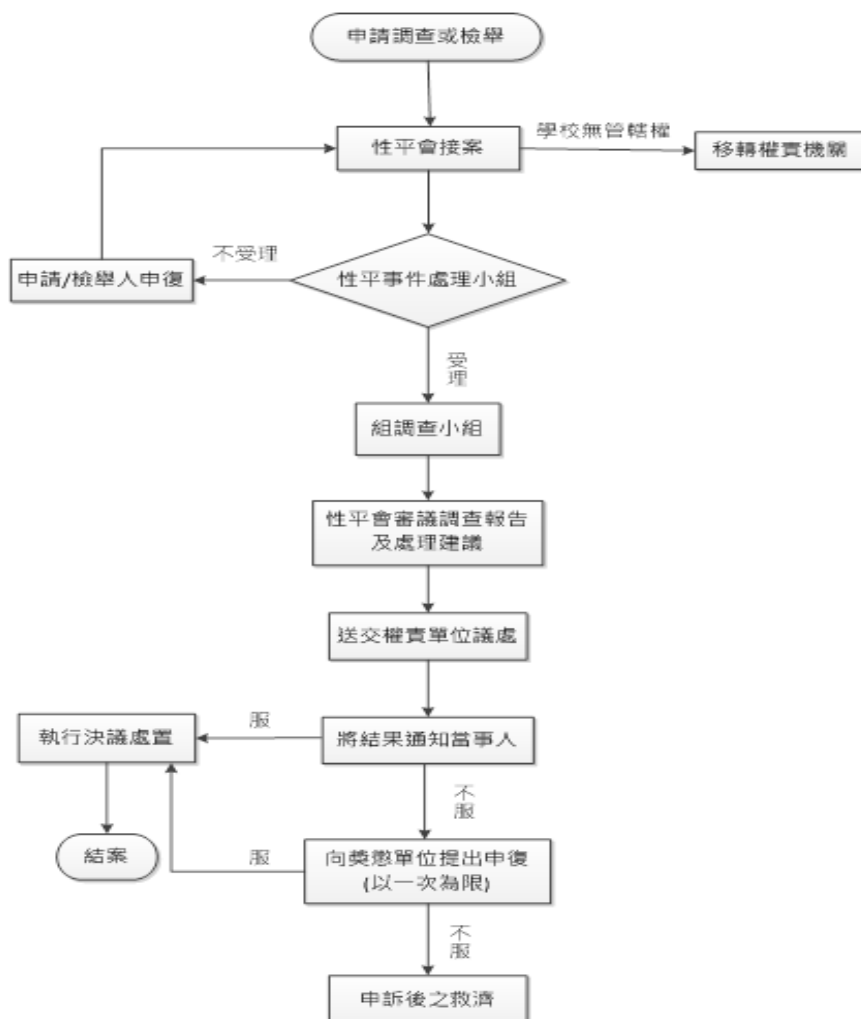 申請調查或檢舉
學校無管轄權
性平會接案
移轉權責機關
不受理
申請/檢舉人申復
性平事件處理小組
受
理
組調查小組
性平會審議調查報告
及處理建議
送交權責單位議處
服
執行決議處置
將結果通知當事人
不
服
結案
服
向獎懲單位提出申復
(以一次為限)
不
服
申訴後之救濟